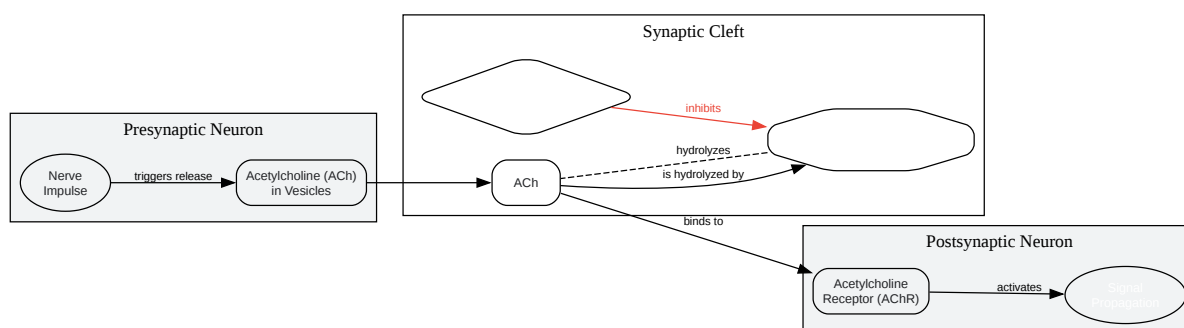 Synaptic Cleft
Presynaptic Neuron
Nerve
Impulse
triggers release
Acetylcholine (ACh)
in Vesicles
inhibits
ACh
hydrolyzes
is hydrolyzed by
binds to
Postsynaptic Neuron
Acetylcholine
Receptor (AChR)
activates
Signal
Propagation